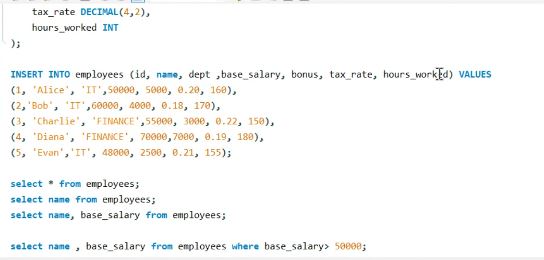 tax_rate DECIMAL(4,2),
hours_worked INT
);
INSERT INTO employees (id, name, dept ,base_salary, bonus, tax_rate, hours_worked) VALUES
(1, 'Alice', 'IT',50000, 5000, 0.20, 160),
(2,'Bob', 'IT',60000, 4000, 0.18, 170),
(3, 'Charlie', 'FINANCE',55000, 3000, 0.22, 150),
(4, 'Diana', 'FINANCE', 70000,7000, 0.19, 180),
(5, 'Evan','IT', 48000, 2500, 0.21, 155);
select * from employees;
select name from employees;
select name, base_salary from employees;
select name , base_salary from employees where base_salary> 50000;